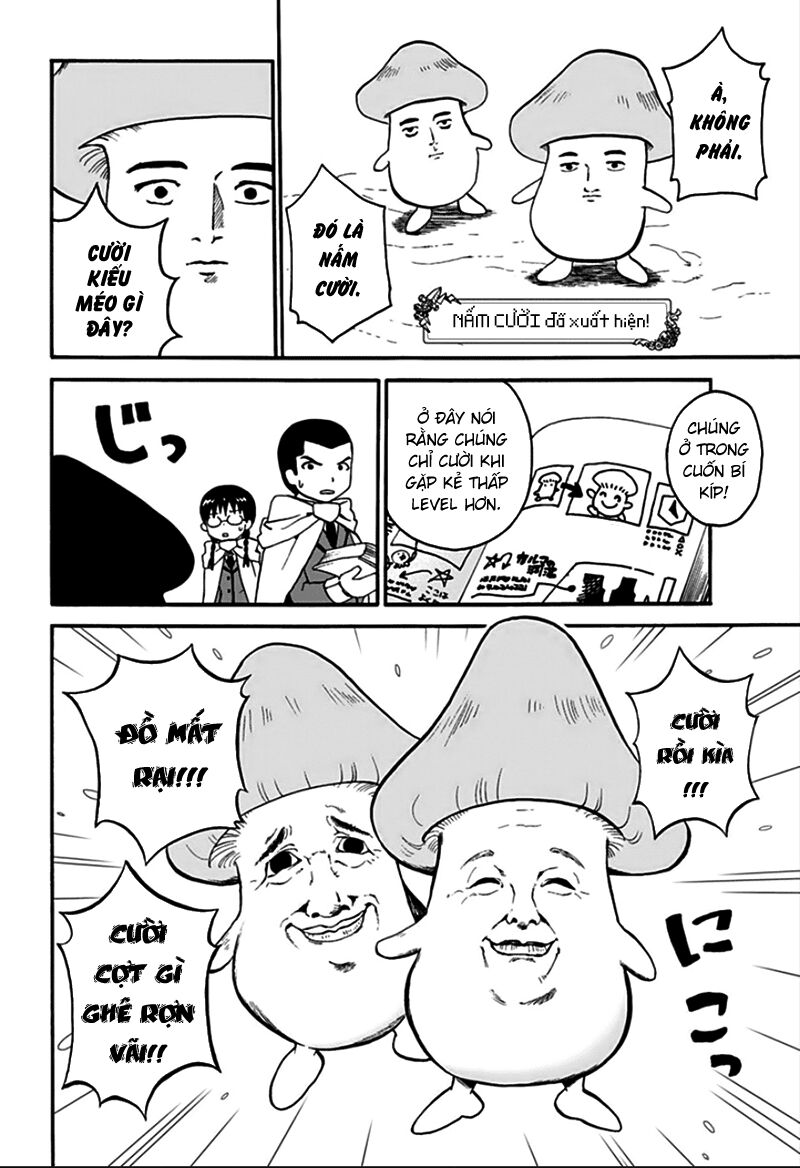 À,
KHÔNG
PHẢI.
ĐÓ LÀ
NẤM
CƯỜI.
NẤM CƯỜI đã xuất hiện!
CƯỜI
KIỂU
MÉO GÌ
ĐÂY?
CHÚNG
Ở TRONG
CUỐN BÍ
KÍP!
Ở ĐÂY NÓI
RẰNG CHÚNG
CHỈ CƯỜI KHI
GẶP KẺ THẤP
LEVEL HƠN.
じっ
CƯỜI
RỒI KÌA
!!!
ĐỒ MẤT
RẠI!!!
CƯỜI
CỢT GÌ
GHÊ RỢN
VÃI!!
にこっ